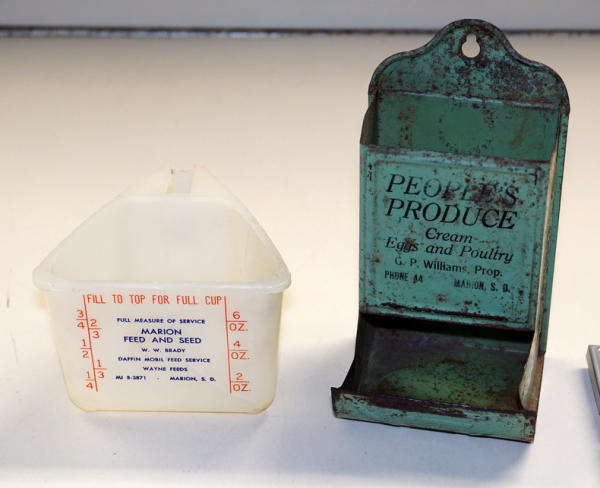 FILL TO TOP FOR FULL CUP
FULL MEASURE OF SERVICE
MARION
FEED AND SEED
W. W. BRADY
DAFFIN MOBIL FEED SERVICE
WAYNE FEEDS
MI 8-3871 - MARION, S. D.
3/4
2/3
1/2
1/3
1/4
6 OZ.
4 OZ.
2 OZ.
PEOPLE'S
PRODUCE
Cream-
Eggs and Poultry
G. P. Williams, Prop.
PHONE 44 MARION, S. D.